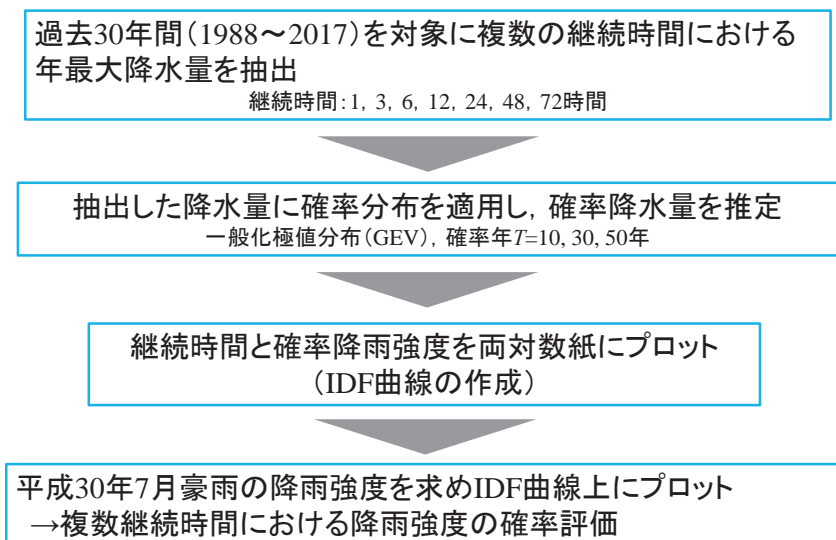 過去30年間(1988～2017)を対象に複数の継続時間における
年最大降水量を抽出
継続時間:1, 3, 6, 12, 24, 48, 72時間
抽出した降水量に確率分布を適用し, 確率降水量を推定
一般化極値分布(GEV), 確率年T=10, 30, 50年
継続時間と確率降雨強度を両対数紙にプロット
(IDF曲線の作成)
平成30年7月豪雨の降雨強度を求めIDF曲線上にプロット
→複数継続時間における降雨強度の確率評価